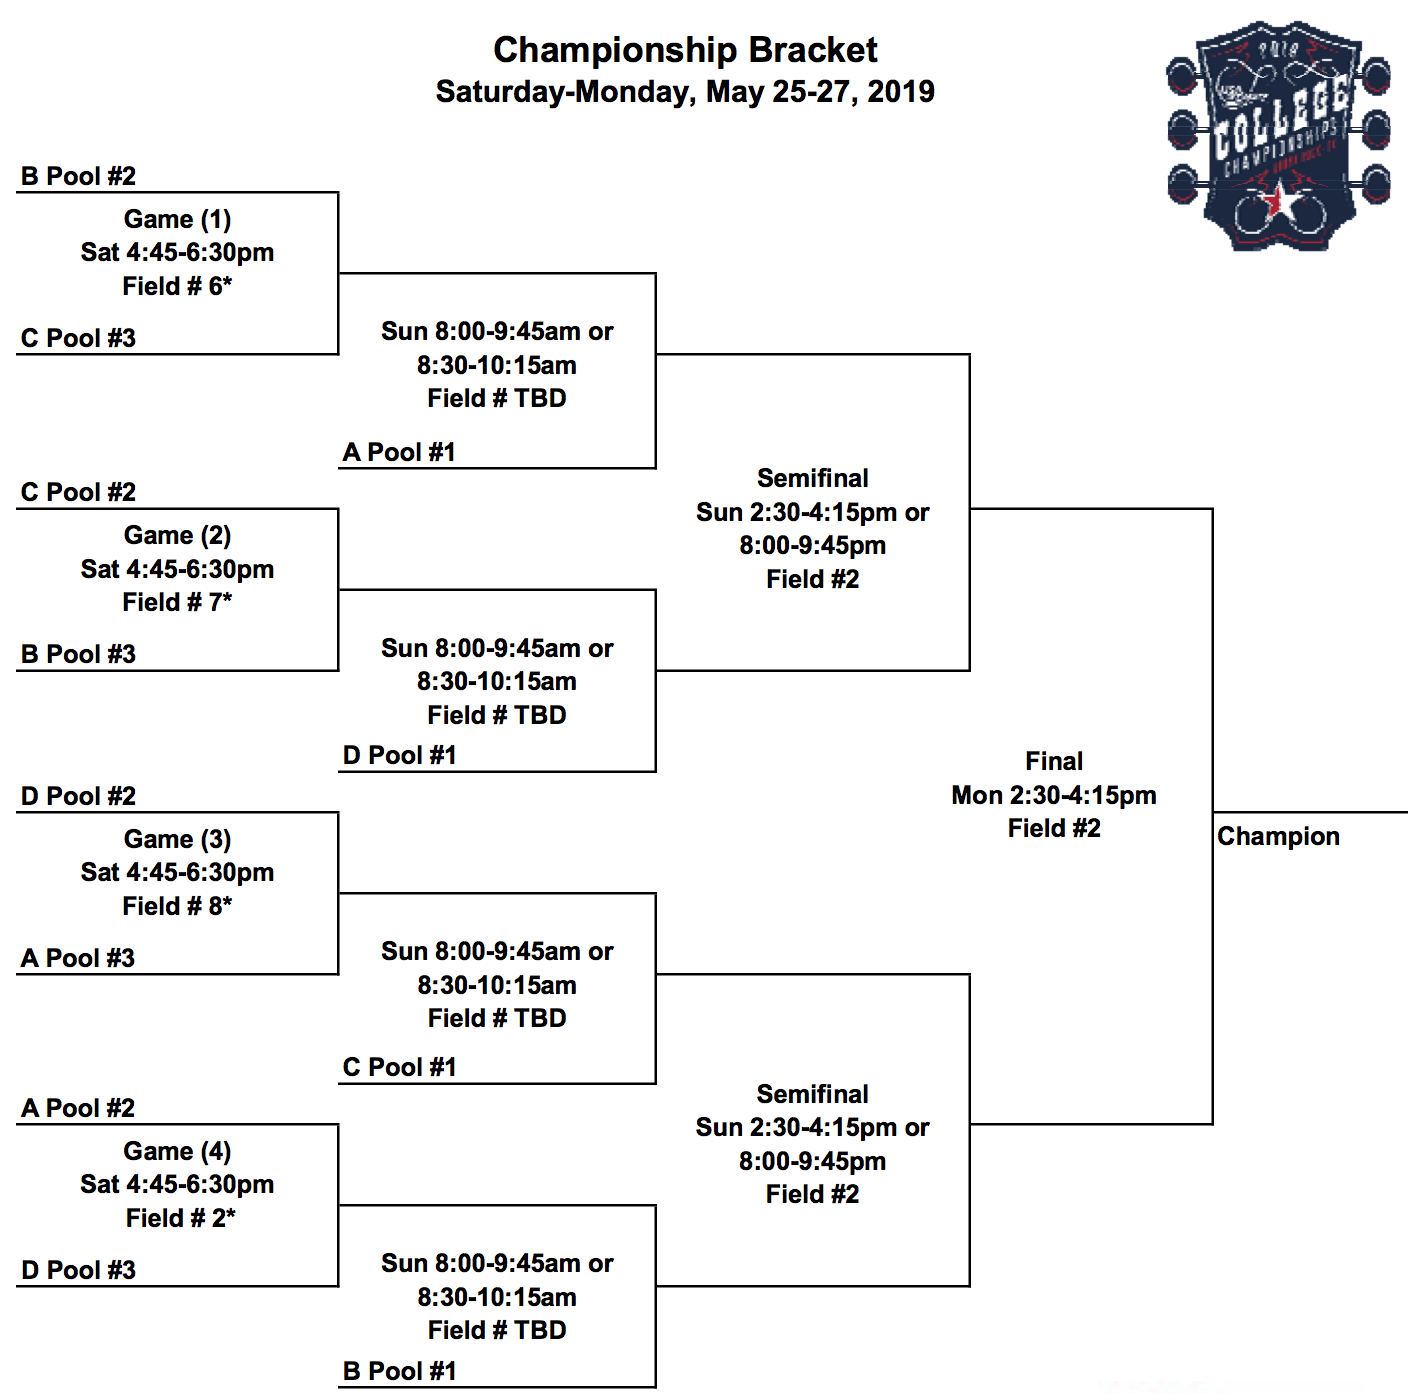 Championship Bracket
Saturday-Monday, May 25-27, 2019
2019
COLLEGE
CHAMPIONSHIPS
B Pool #2
Game (1)
Sat 4:45-6:30pm
Field # 6*
C Pool #3
Sun 8:00-9:45am or
8:30-10:15am
Field # TBD
A Pool #1
C Pool #2
Game (2)
Sat 4:45-6:30pm
Field # 7*
B Pool #3
Sun 8:00-9:45am or
8:30-10:15am
Field # TBD
D Pool #1
Semifinal
Sun 2:30-4:15pm or
8:00-9:45pm
Field #2
D Pool #2
Game (3)
Sat 4:45-6:30pm
Field # 8*
A Pool #3
Sun 8:00-9:45am or
8:30-10:15am
Field # TBD
C Pool #1
A Pool #2
Game (4)
Sat 4:45-6:30pm
Field # 2*
D Pool #3
Sun 8:00-9:45am or
8:30-10:15am
Field # TBD
B Pool #1
Semifinal
Sun 2:30-4:15pm or
8:00-9:45pm
Field #2
Final
Mon 2:30-4:15pm
Field #2
Champion